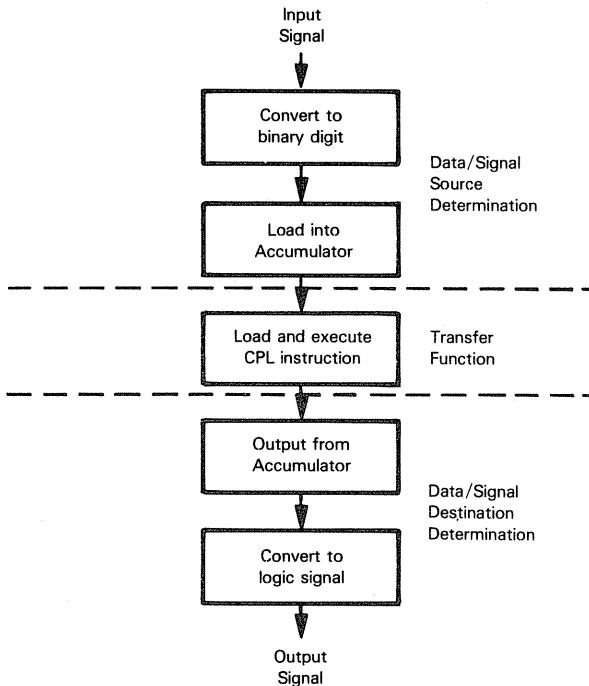 Input
Signal
Convert to
binary digit
Data/Signal
Source
Determination
Load into
Accumulator
Load and execute
CPL instruction
Transfer
Function
Output from
Accumulator
Data/Signal
Destination
Determination
Convert to
logic signal
Output
Signal